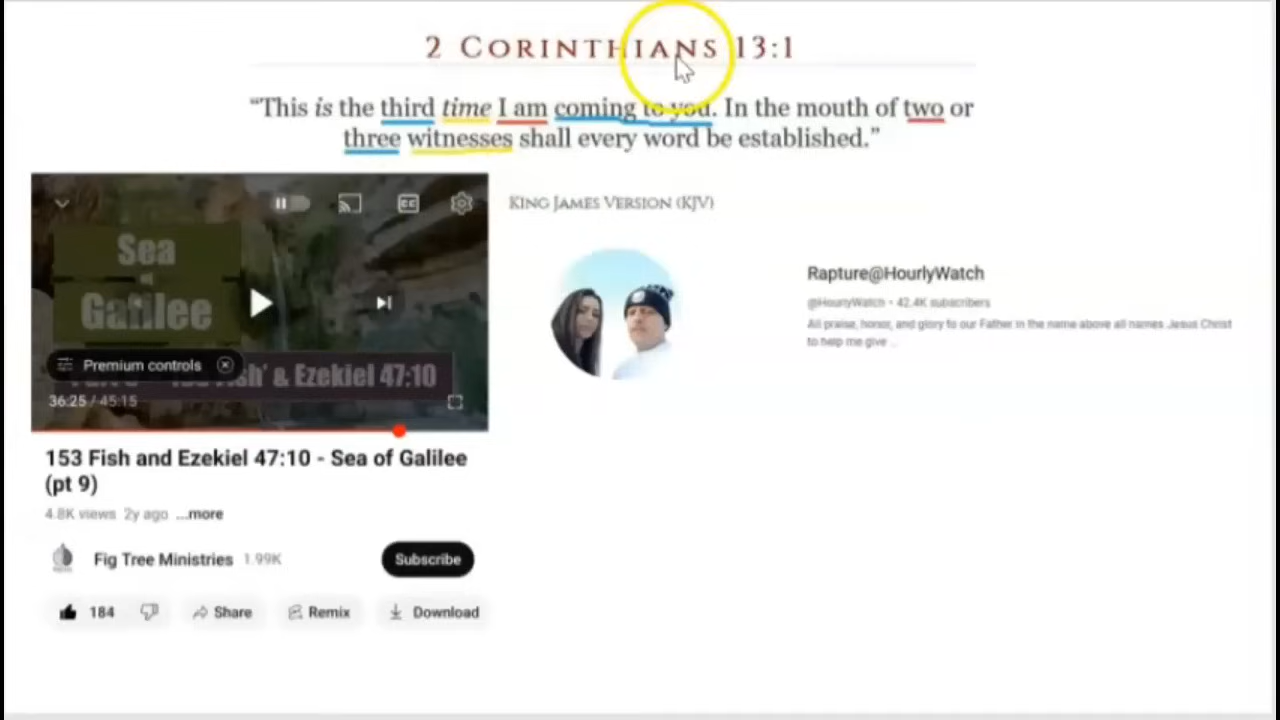 2 CORINTHIANS 13:1
“This is the third time I am coming to you. In the mouth of two or
three witnesses shall every word be established.”
KING JAMES VERSION (KJV)
Sea
Galilee
Premium controls
& Ezekiel 47:10
36:25 / 45:15
153 Fish and Ezekiel 47:10 - Sea of Galilee
(pt 9)
4.8K views 2y ago ...more
Fig Tree Ministries 1.99K
Subscribe
184 Share Remix Download
Rapture@HourlyWatch
@HourlyWatch • 42.4K subscribers
All praise, honor, and glory to our Father in the name above all names Jesus Christ
to help me give ..